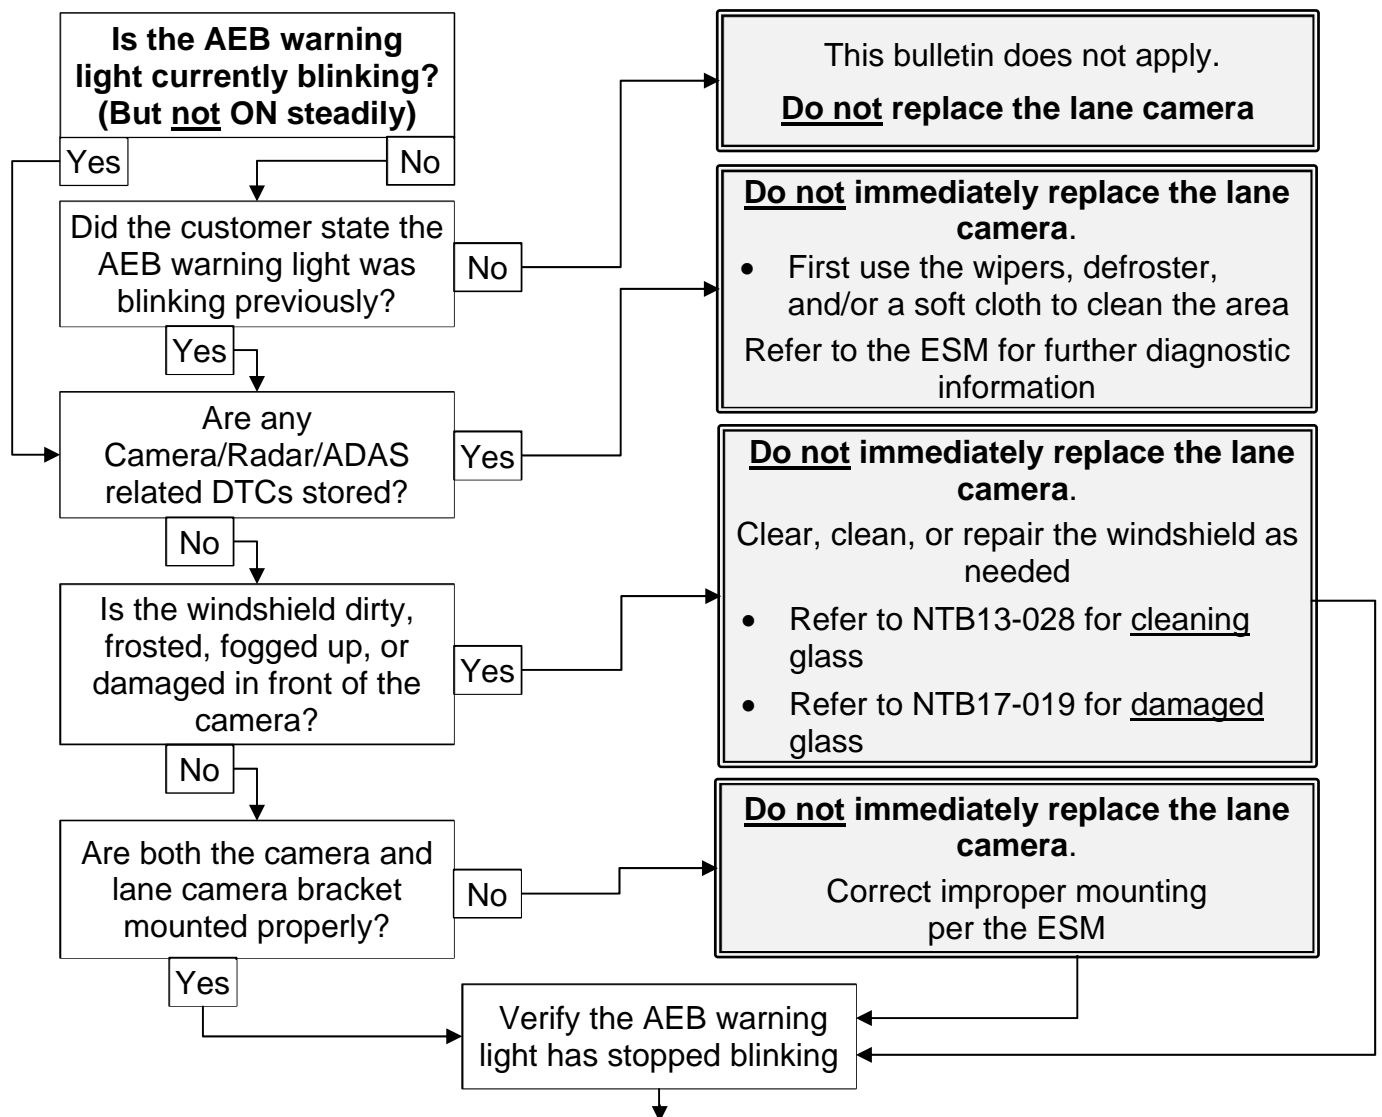 Is the AEB warning
light currently blinking?
(But not ON steadily)
Yes
No
This bulletin does not apply.
Do not replace the lane camera
Did the customer state the
AEB warning light was
blinking previously?
No
Yes
Do not immediately replace the lane
camera.
• First use the wipers, defroster,
and/or a soft cloth to clean the area
Refer to the ESM for further diagnostic
information
Are any
Camera/Radar/ADAS
related DTCs stored?
Yes
No
Do not immediately replace the lane
camera.
Clear, clean, or repair the windshield as
needed
• Refer to NTB13-028 for cleaning
glass
• Refer to NTB17-019 for damaged
glass
Is the windshield dirty,
frosted, fogged up, or
damaged in front of the
camera?
Yes
No
Do not immediately replace the lane
camera.
Correct improper mounting
per the ESM
Are both the camera and
lane camera bracket
mounted properly?
No
Yes
Verify the AEB warning
light has stopped blinking